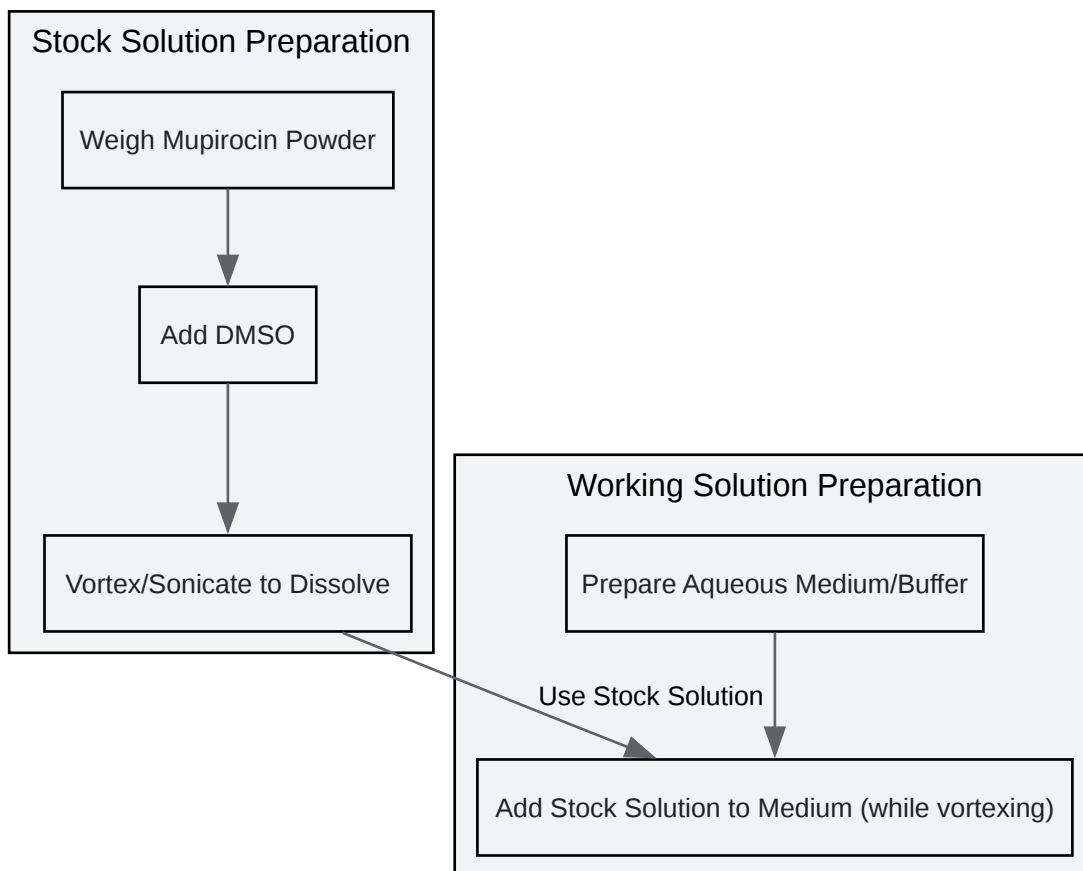 Stock Solution Preparation
Weigh Mupirocin Powder
Add DMSO
Vortex/Sonicate to Dissolve
Working Solution Preparation
Prepare Aqueous Medium/Buffer
Use Stock Solution
Add Stock Solution to Medium (while vortexing)